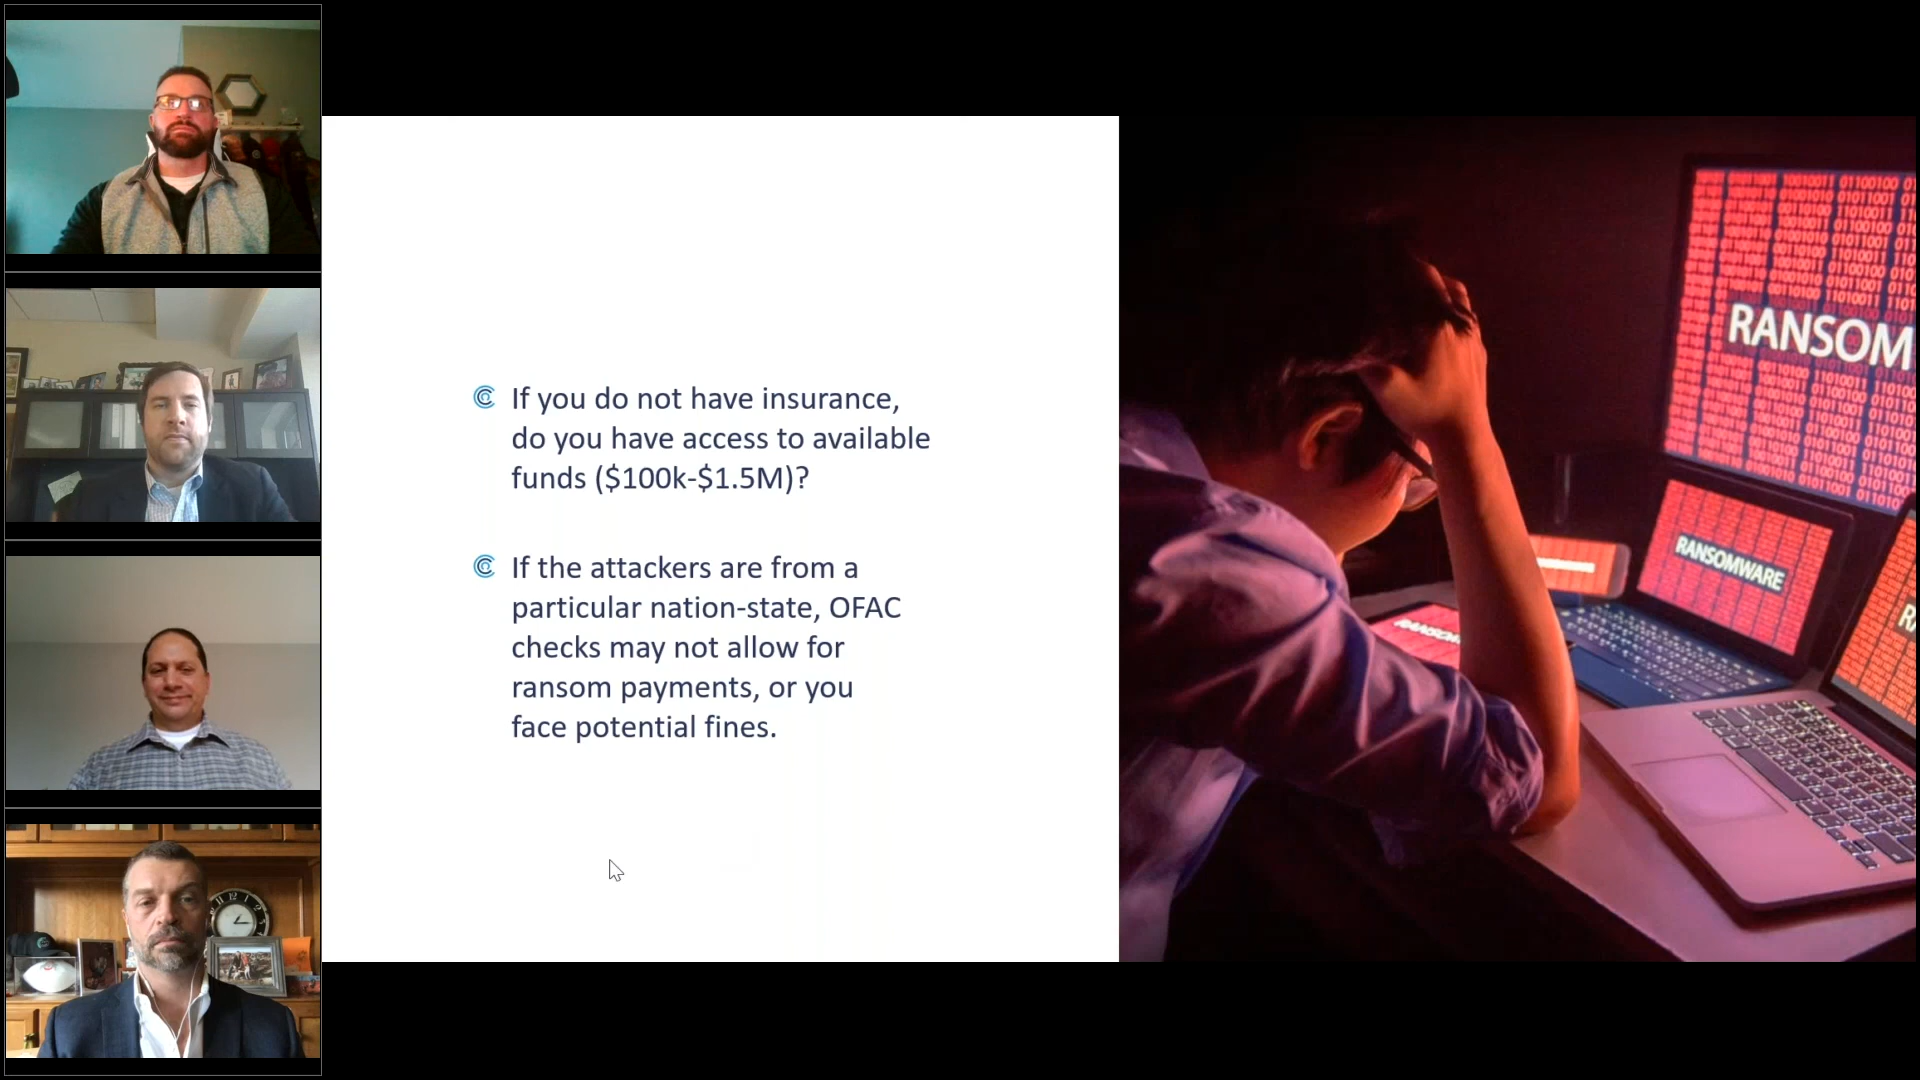 If you do not have insurance,
do you have access to available
funds ($100k-$1.5M)?
If the attackers are from a
particular nation-state, OFAC
checks may not allow for
ransom payments, or you
face potential fines.
RANSOM
RANSOMWARE